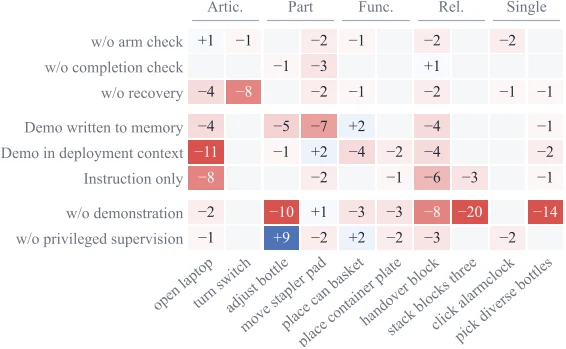 Artic. Part Func. Rel. Single
w/o arm check +1 −1 −2 −1 −2 −2
w/o completion check −1 −3 +1
w/o recovery −4 −8 −2 −1 −2 −1 −1
Demo written to memory −4 −5 −7 +2 −4 −1
Demo in deployment context −11 −1 +2 −4 −2 −4 −2
Instruction only −8 −2 −1 −6 −3 −1
w/o demonstration −2 −10 +1 −3 −3 −8 −20 −14
w/o privileged supervision −1 +9 −2 +2 −2 −3 −2
open laptop
turn switch
adjust bottle
move stapler pad
place can basket
place container plate
handover block
stack blocks three
click alarmclock
pick diverse bottles